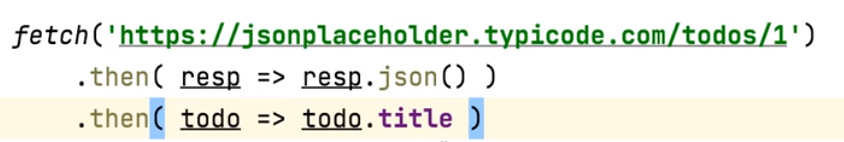 fetch('https://jsonplaceholder.typicode.com/todos/1')
.then( resp => resp.json() )
.then( todo => todo.title )